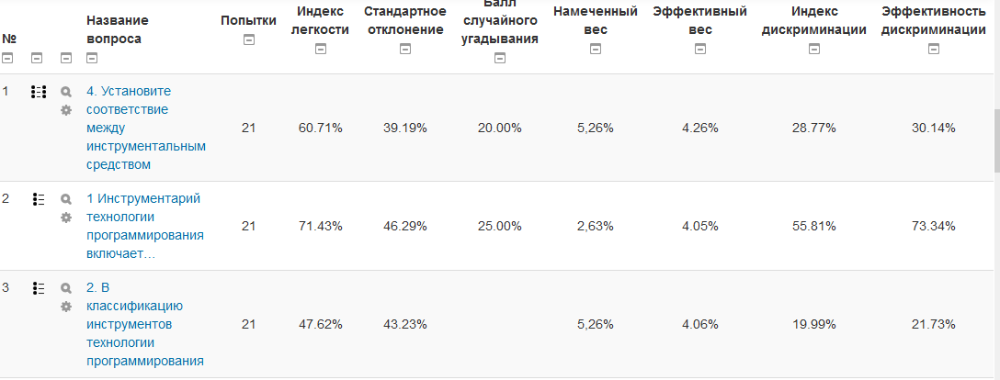 №
Название
вопроса
Попытки
Индекс
легкости
Стандартное
отклонение
Балл
случайного
угадывания
Намеченный
вес
Эффективный
вес
Индекс
дискриминации
Эффективность
дискриминации
1
4. Установите
соответствие
между
инструментальным
средством
21
60.71%
39.19%
20.00%
5,26%
4.26%
28.77%
30.14%
2
1 Инструментарий
технологии
программирования
включает…
21
71.43%
46.29%
25.00%
2,63%
4.05%
55.81%
73.34%
3
2. В
классификацию
инструментов
технологии
программирования
21
47.62%
43.23%
5,26%
4.06%
19.99%
21.73%